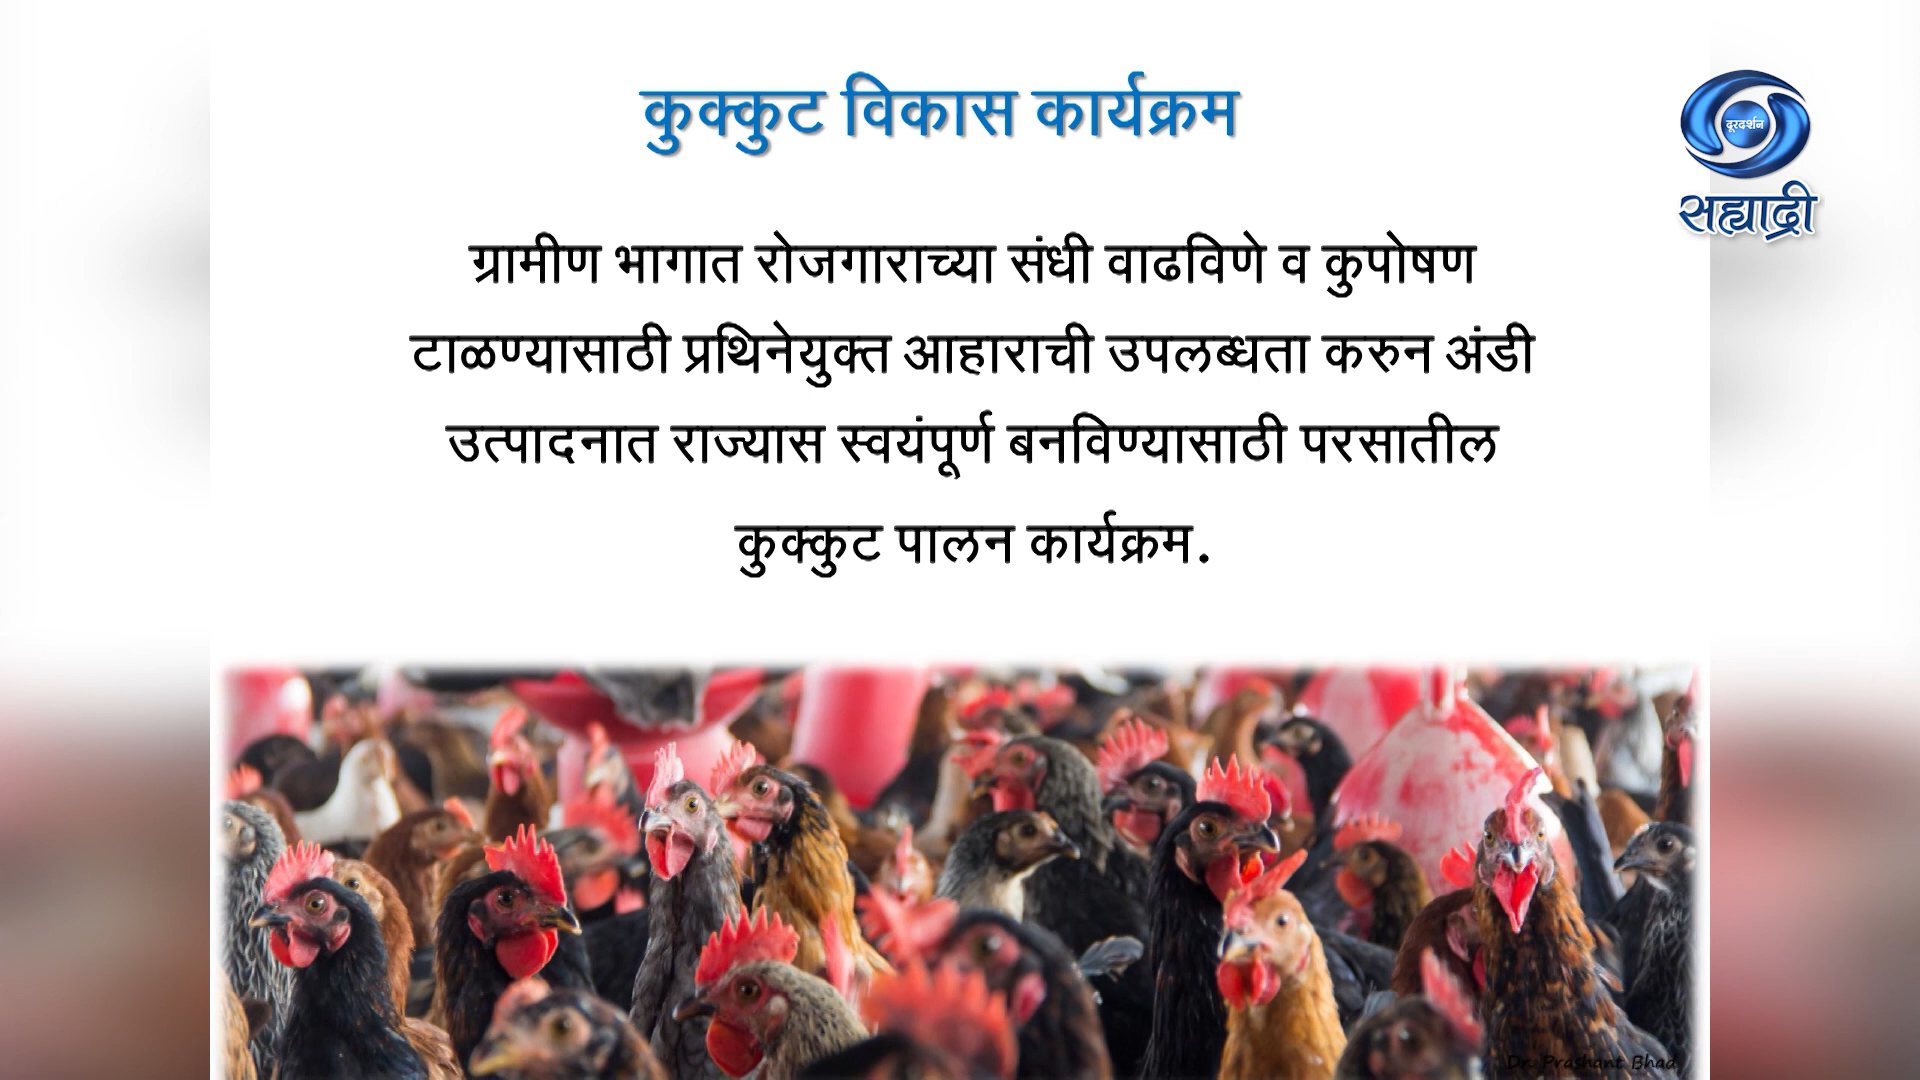 कुक्कुट विकास कार्यक्रम
दूरदर्शन
सह्याद्री
ग्रामीण भागात रोजगाराच्या संधी वाढविणे व कुपोषण
टाळण्यासाठी प्रथिनेयुक्त आहाराची उपलब्धता करुन अंडी
उत्पादनात राज्यास स्वयंपूर्ण बनविण्यासाठी परसातील
कुक्कुट पालन कार्यक्रम.
Dr. Prashant Bhad